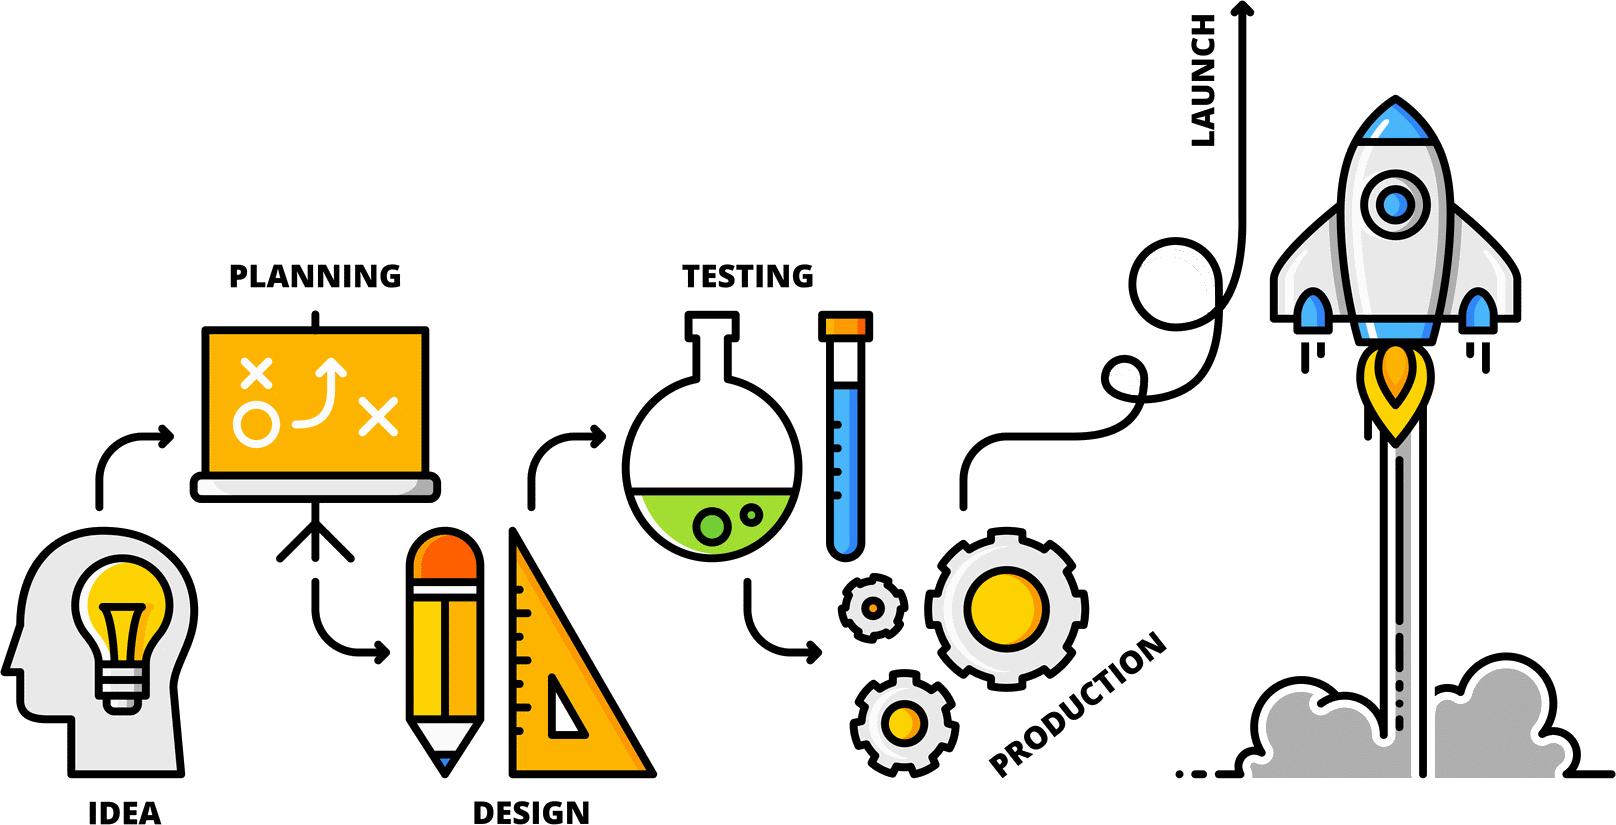 IDEA
PLANNING
DESIGN
TESTING
PRODUCTION
LAUNCH